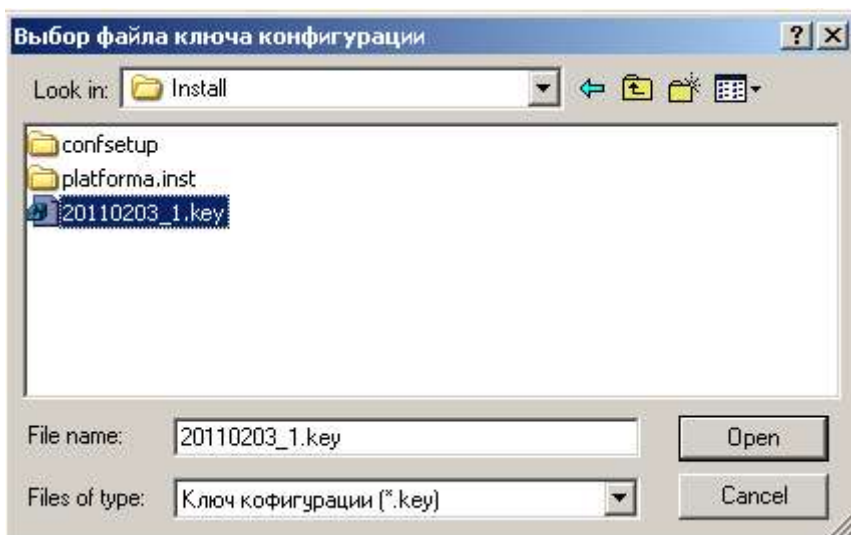 Выбор файла ключа конфигурации
Look in: Install
confsetup
platforma.inst
20110203_1.key
File name: 20110203_1.key Open
Files of type: Ключ кофигурации (*.key) Cancel